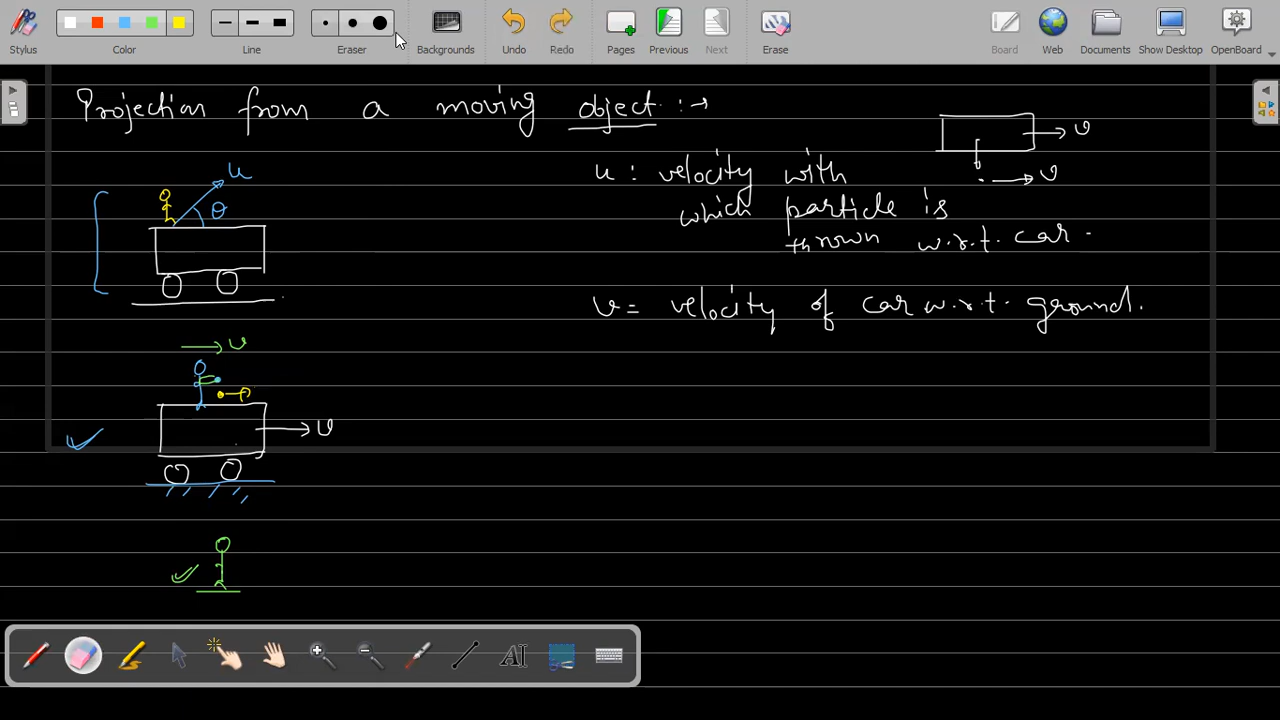 Stylus
Color
Line
Eraser
Backgrounds
Undo
Redo
Pages
Previous
Next
Erase
Board
Web
Documents
Show Desktop
OpenBoard
Projection from a moving object :→
v
v
u
θ
u : velocity with
which particle is
thrown w.r.t. car.
v = velocity of car w.r.t. ground.
v
v